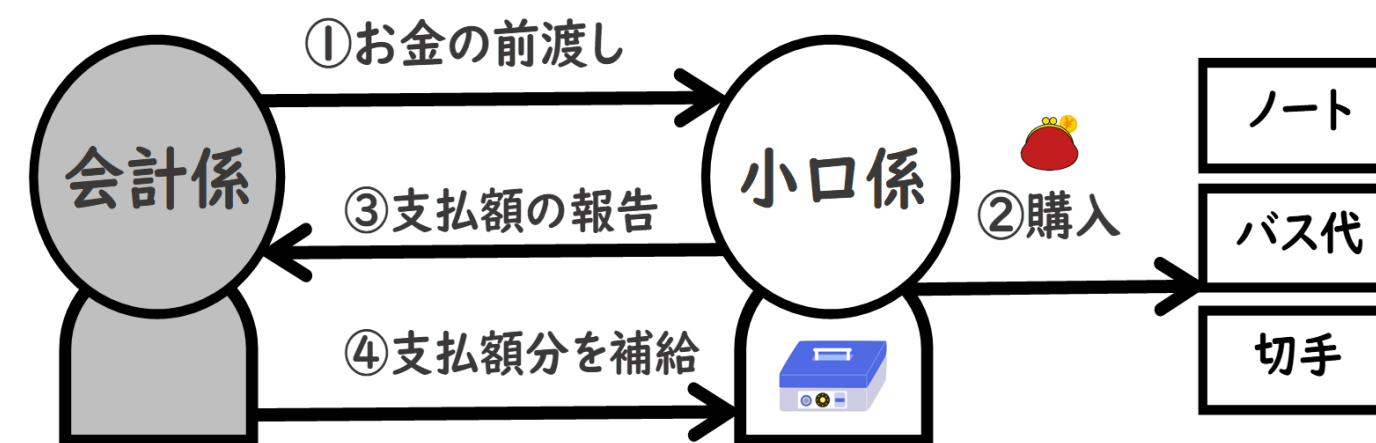 ①お金の前渡し
会計係
小口係
③支払額の報告
②購入
④支払額分を補給
ノート
バス代
切手